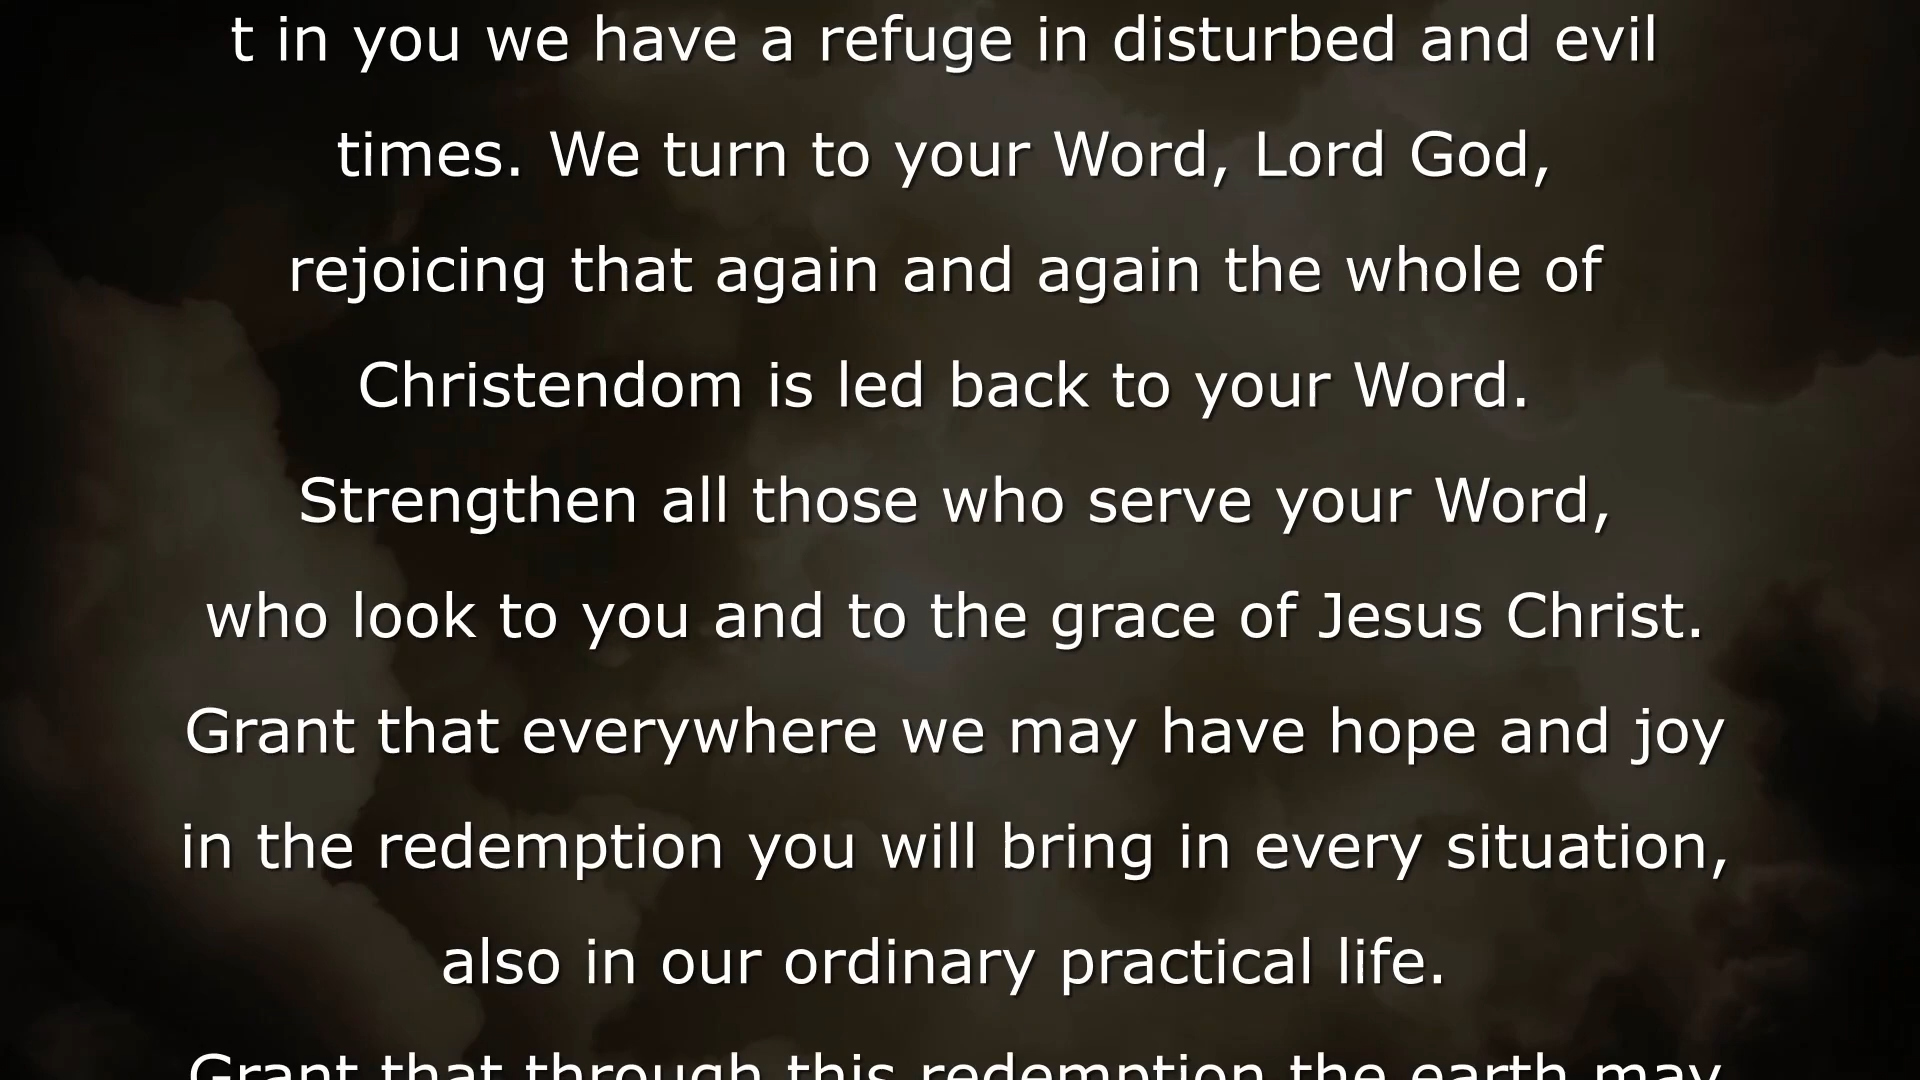 t in you we have a refuge in disturbed and evil
times. We turn to your Word, Lord God,
rejoicing that again and again the whole of
Christendom is led back to your Word.
Strengthen all those who serve your Word,
who look to you and to the grace of Jesus Christ.
Grant that everywhere we may have hope and joy
in the redemption you will bring in every situation,
also in our ordinary practical life.
Grant that through this redemption the earth may